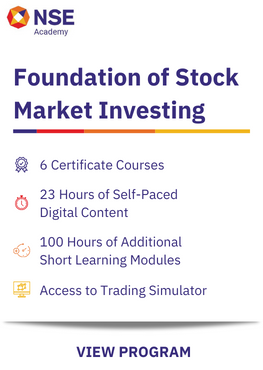 NSE
Academy
Foundation of Stock
Market Investing
6 Certificate Courses
23 Hours of Self-Paced
Digital Content
100 Hours of Additional
Short Learning Modules
Access to Trading Simulator
VIEW PROGRAM